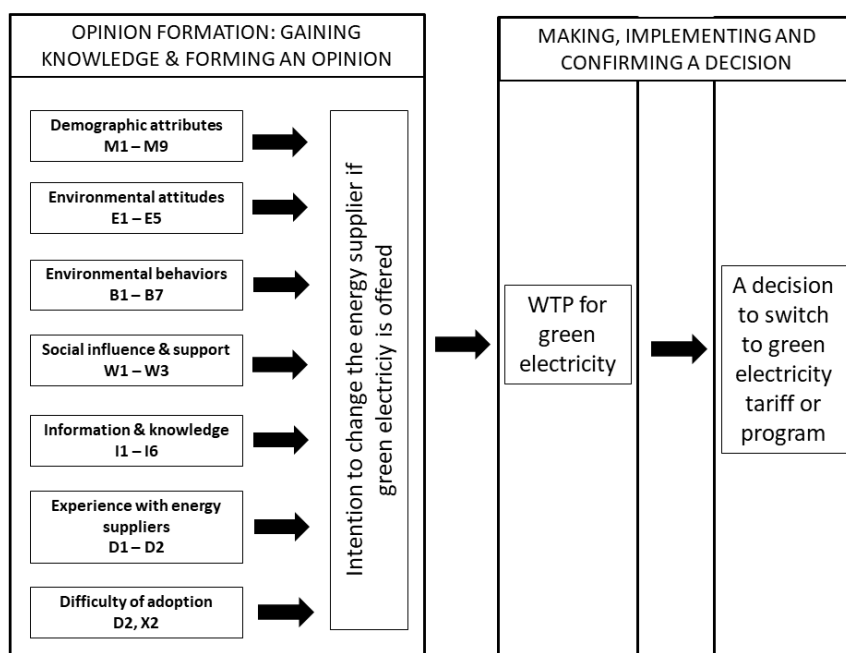 OPINION FORMATION: GAINING
KNOWLEDGE & FORMING AN OPINION
Demographic attributes
M1 – M9
Environmental attitudes
E1 – E5
Environmental behaviors
B1 – B7
Social influence & support
W1 – W3
Information & knowledge
I1 – I6
Experience with energy
suppliers
D1 – D2
Difficulty of adoption
D2, X2
Intention to change the energy supplier if
green electriciy is offered
MAKING, IMPLEMENTING AND
CONFIRMING A DECISION
WTP for
green
electricity
A decision
to switch
to green
electricity
tariff or
program